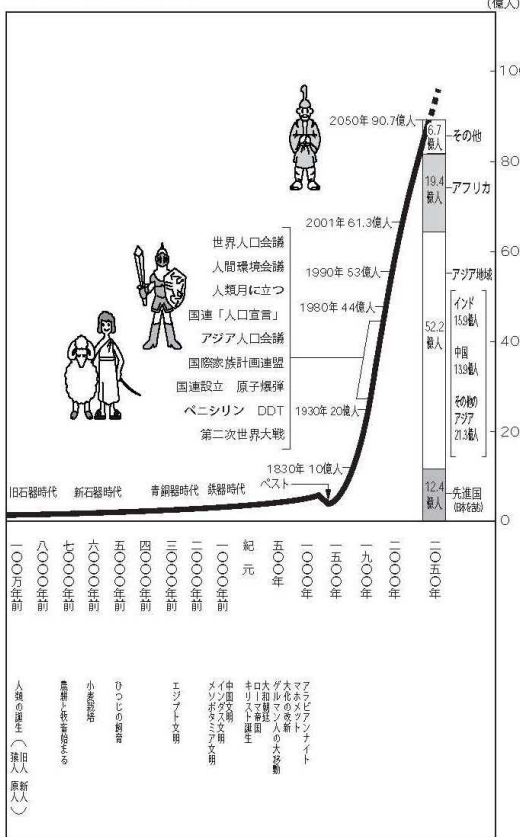 (億人)
100
80
60
40
20
0
2050年 90.7億人
6.7
億人
その他
19.4
億人
アフリカ
2001年 61.3億人
1990年 53億人
1980年 44億人
52.2
億人
アジア地域
インド
15.9億人
中国
13.9億人
その他の
アジア
21.3億人
1930年 20億人
1830年 10億人
ペスト
12.4
億人
先進国
(日本を含む)
世界人口会議
人間環境会議
人類月に立つ
国連「人口宣言」
アジア人口会議
国際家族計画連盟
国連設立 原子爆弾
ペニシリン DDT
第二次世界大戦
旧石器時代 新石器時代 青銅器時代 鉄器時代
一〇〇万年前
八〇〇〇年前
七〇〇〇年前
六〇〇〇年前
五〇〇〇年前
四〇〇〇年前
三〇〇〇年前
二〇〇〇年前
一〇〇〇年前
紀元
五〇〇年
一〇〇〇年
一五〇〇年
一九〇〇年
二〇〇〇年
二〇五〇年
人類の誕生(猿人 原人 旧人 新人)
農耕と牧畜始まる
小麦栽培
ひつじの飼育
エジプト文明
メソポタミア文明
インダス文明
中国文明
キリスト誕生
ローマ帝国
大和朝廷
ゲルマン人の大移動
大化の改新
マホメット
アラビアンナイト